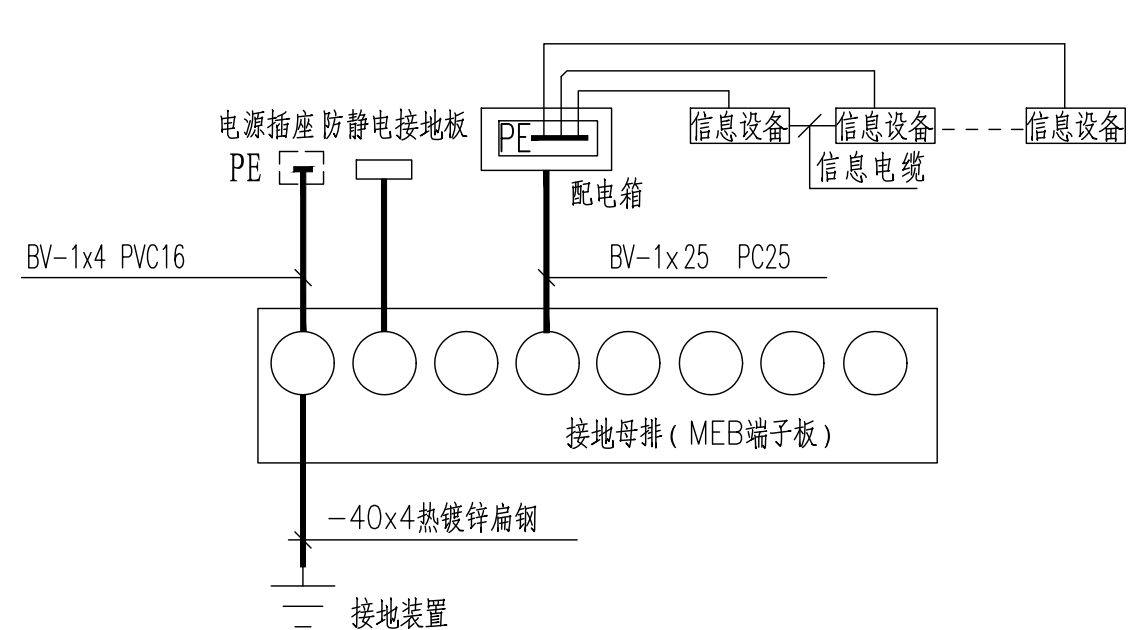 电源插座 防静电接地板
PE
PE
信息设备
信息设备
信息设备
信息电缆
配电箱
BV-1x4 PVC16
BV-1x25 PC25
接地母排(MEB端子板)
-40x4热镀锌扁钢
接地装置